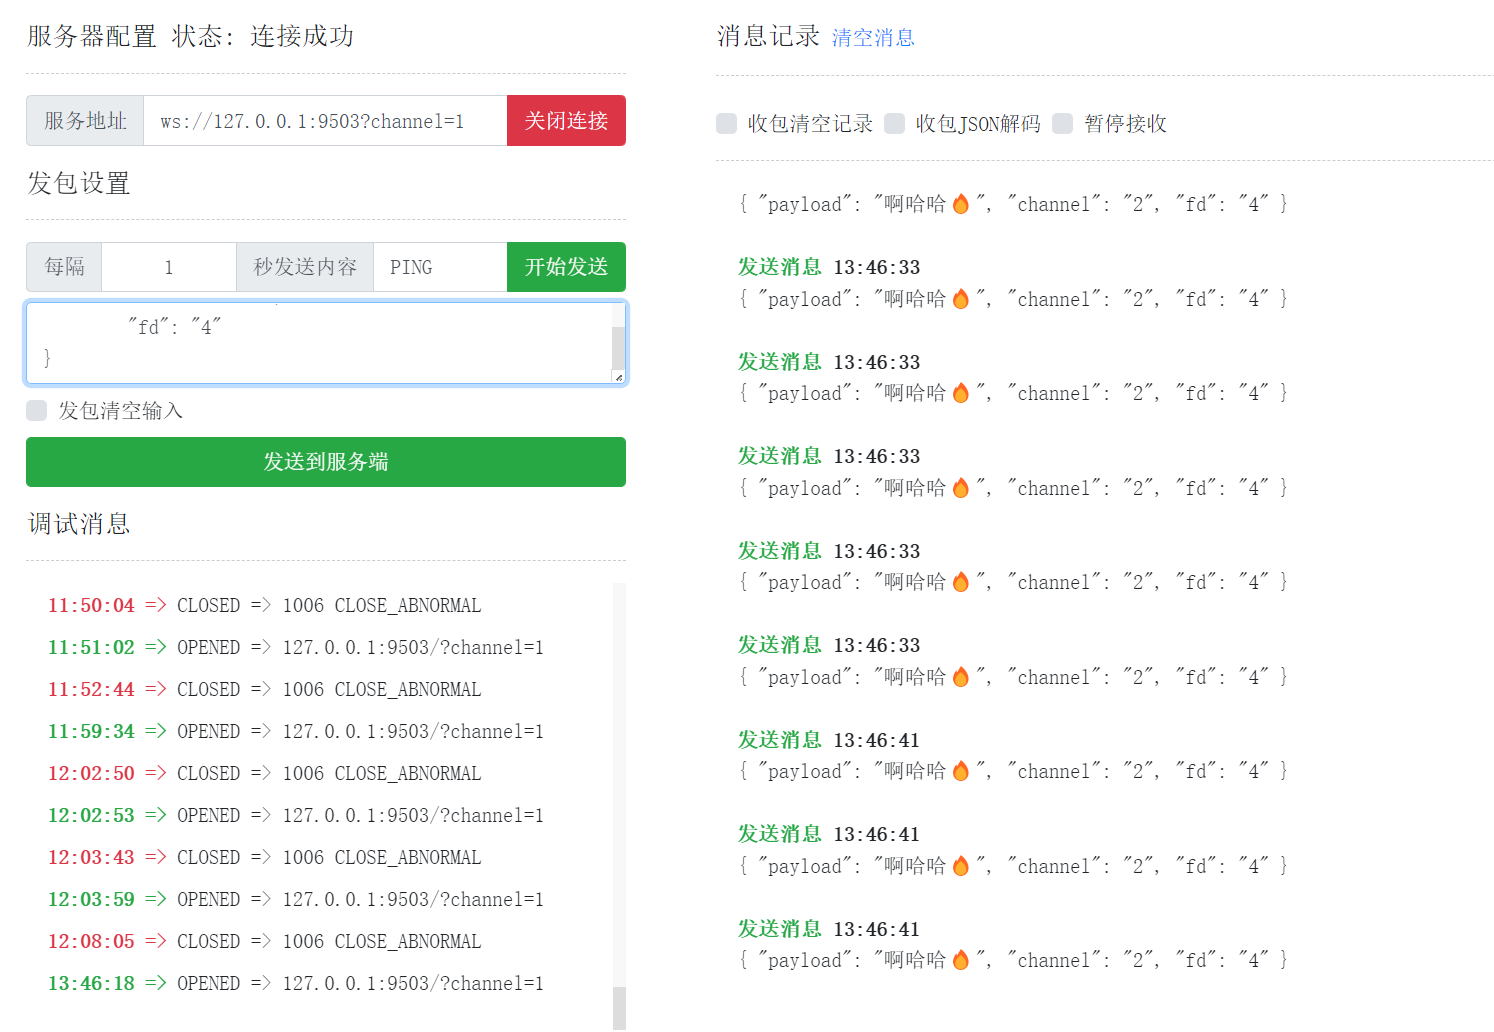 服务器配置 状态: 连接成功
服务地址 ws://127.0.0.1:9503?channel=1 关闭连接
发包设置
每隔 1 秒发送内容 PING 开始发送
"fd": "4"
}
发包清空输入
发送到服务端
调试消息
11:50:04 => CLOSED => 1006 CLOSE_ABNORMAL
11:51:02 => OPENED => 127.0.0.1:9503/?channel=1
11:52:44 => CLOSED => 1006 CLOSE_ABNORMAL
11:59:34 => OPENED => 127.0.0.1:9503/?channel=1
12:02:50 => CLOSED => 1006 CLOSE_ABNORMAL
12:02:53 => OPENED => 127.0.0.1:9503/?channel=1
12:03:43 => CLOSED => 1006 CLOSE_ABNORMAL
12:03:59 => OPENED => 127.0.0.1:9503/?channel=1
12:08:05 => CLOSED => 1006 CLOSE_ABNORMAL
13:46:18 => OPENED => 127.0.0.1:9503/?channel=1
消息记录 清空消息
收包清空记录 收包JSON解码 暂停接收
{ "payload": "啊哈哈🔥", "channel": "2", "fd": "4" }
发送消息 13:46:33
{ "payload": "啊哈哈🔥", "channel": "2", "fd": "4" }
发送消息 13:46:33
{ "payload": "啊哈哈🔥", "channel": "2", "fd": "4" }
发送消息 13:46:33
{ "payload": "啊哈哈🔥", "channel": "2", "fd": "4" }
发送消息 13:46:33
{ "payload": "啊哈哈🔥", "channel": "2", "fd": "4" }
发送消息 13:46:33
{ "payload": "啊哈哈🔥", "channel": "2", "fd": "4" }
发送消息 13:46:41
{ "payload": "啊哈哈🔥", "channel": "2", "fd": "4" }
发送消息 13:46:41
{ "payload": "啊哈哈🔥", "channel": "2", "fd": "4" }
发送消息 13:46:41
{ "payload": "啊哈哈🔥", "channel": "2", "fd": "4" }